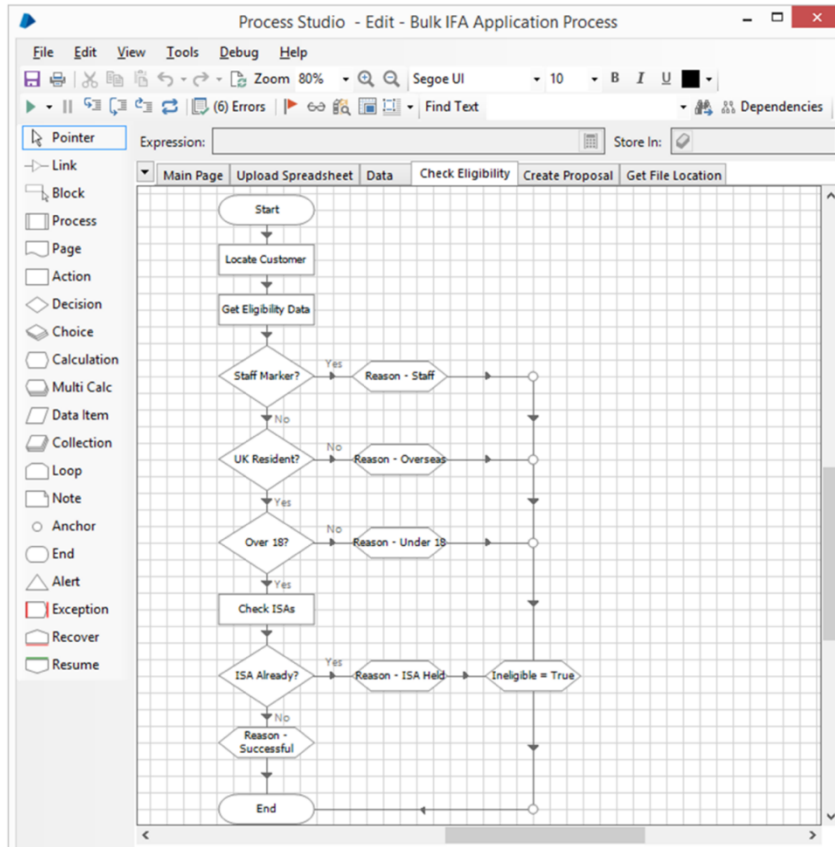 Process Studio - Edit - Bulk IFA Application Process
File Edit View Tools Debug Help
Zoom 80% Segoe UI 10 B I U
(6) Errors Find Text Dependencies
Pointer
Link
Block
Process
Page
Action
Decision
Choice
Calculation
Multi Calc
Data Item
Collection
Loop
Note
Anchor
End
Alert
Exception
Recover
Resume
Expression: Store In:
Main Page Upload Spreadsheet Data Check Eligibility Create Proposal Get File Location
Start
Locate Customer
Get Eligibility Data
Staff Marker? Yes Reason - Staff
No
UK Resident? No Reason - Overseas
Yes
Over 18? No Reason - Under 18
Yes
Check ISAs
ISA Already? Yes Reason - ISA Held Ineligible = True
No
Reason -
Successful
End